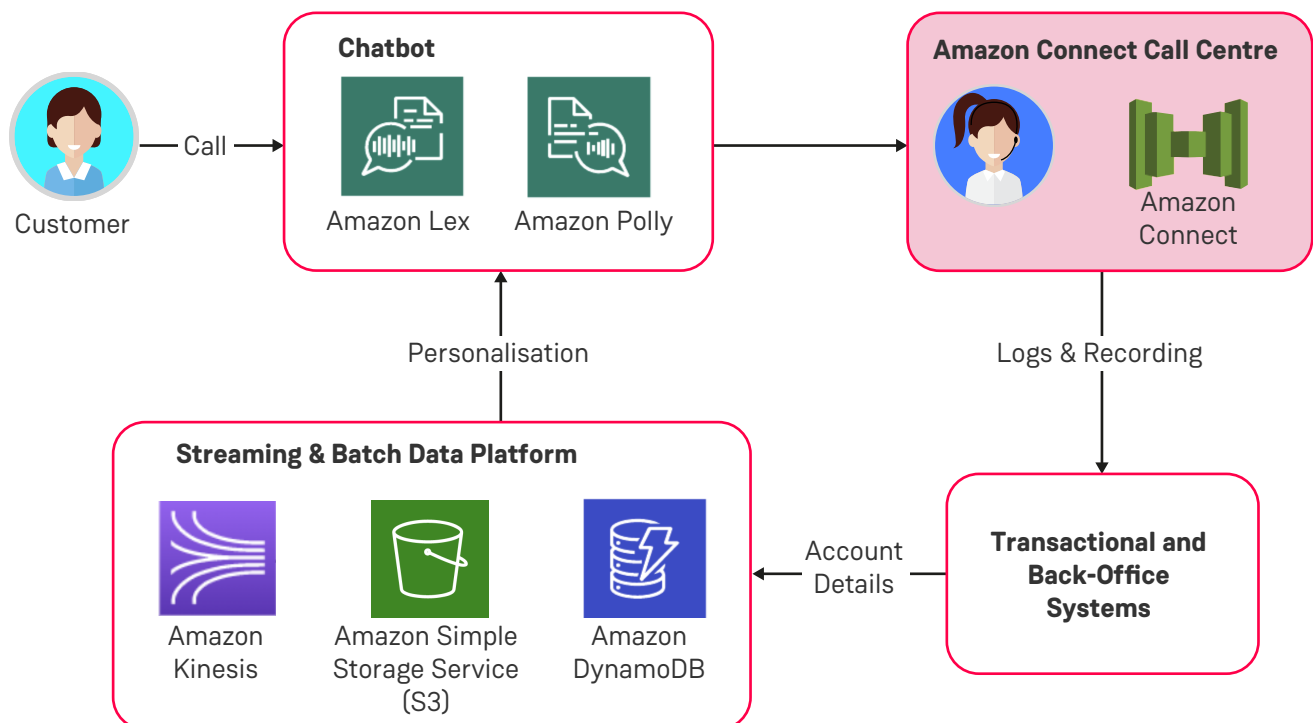 Chatbot
Amazon Lex
Amazon Polly
Amazon Connect Call Centre
Amazon
Connect
Customer
Call
Personalisation
Logs & Recording
Streaming & Batch Data Platform
Amazon
Kinesis
Amazon Simple
Storage Service
(S3)
Amazon
DynamoDB
Account
Details
Transactional and
Back-Office
Systems